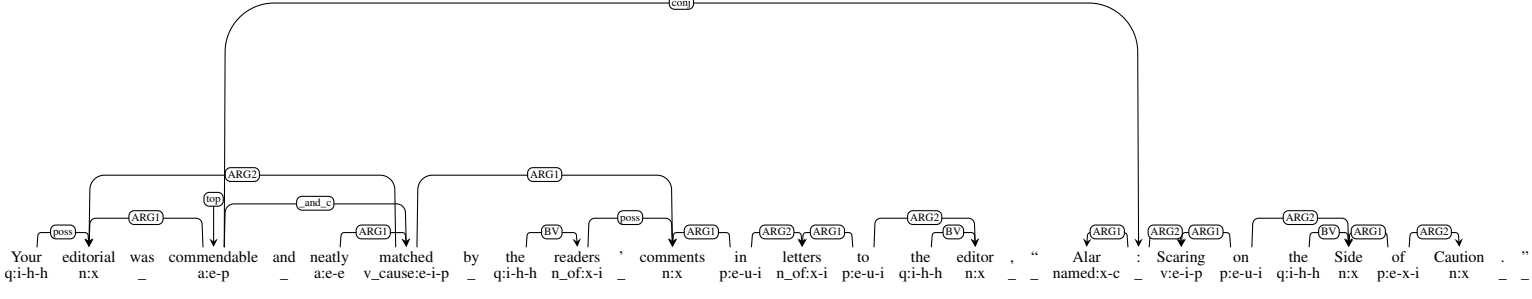 conj
ARG2 ARG1
top _and_c
ARG1 poss ARG2 ARG2
poss ARG1 BV ARG1 ARG2 ARG1 BV ARG1 ARG2 ARG1 BV ARG1 ARG2
Your editorial was commendable and neatly matched by the readers ’ comments in letters to the editor , “ Alar : Scaring on the Side of Caution . ”
q:i-h-h n:x _ a:e-p _ a:e-e v_cause:e-i-p _ q:i-h-h n_of:x-i _ n:x p:e-u-i n_of:x-i p:e-u-i q:i-h-h n:x _ _ named:x-c _ v:e-i-p p:e-u-i q:i-h-h n:x p:e-x-i n:x _ _